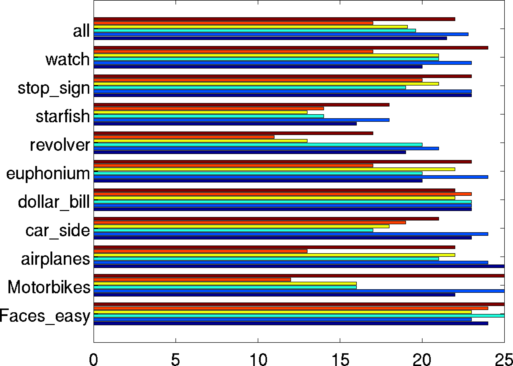 all
watch
stop_sign
starfish
revolver
euphonium
dollar_bill
car_side
airplanes
Motorbikes
Faces_easy
0 5 10 15 20 25